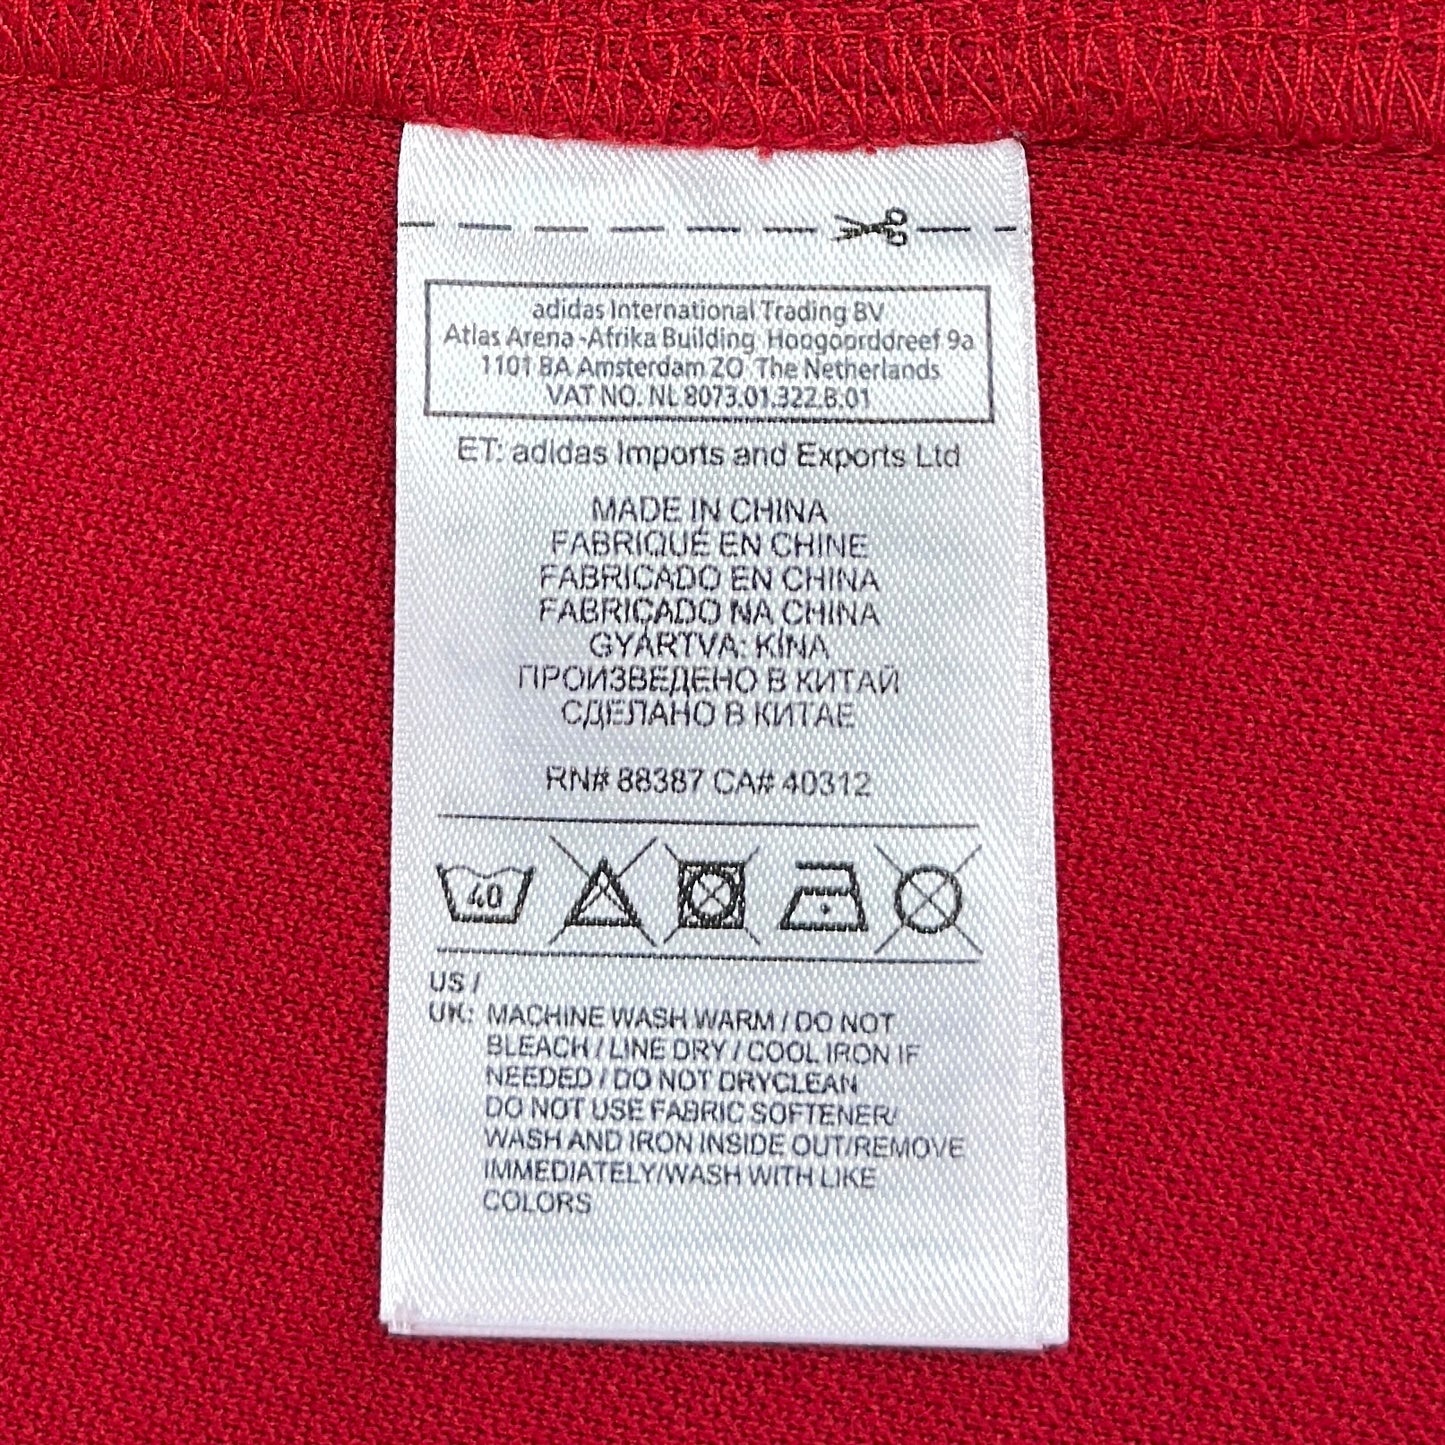 adidas International Trading BV
Atlas Arena -Afrika Building Hoogoorddreef 9a
1101 BA Amsterdam ZO The Netherlands
VAT NO. NL 8073.01.322.B.01
ET: adidas Imports and Exports Ltd
MADE IN CHINA
FABRIQUÉ EN CHINE
FABRICADO EN CHINA
FABRICADO NA CHINA
GYÁRTVA: KÍNA
ПРОИЗВЕДЕНО В КИТАЙ
СДЕЛАНО В КИТАЕ
RN# 88387 CA# 40312
40
US /
UK: MACHINE WASH WARM / DO NOT
BLEACH / LINE DRY / COOL IRON IF
NEEDED / DO NOT DRYCLEAN
DO NOT USE FABRIC SOFTENER/
WASH AND IRON INSIDE OUT/REMOVE
IMMEDIATELY/WASH WITH LIKE
COLORS